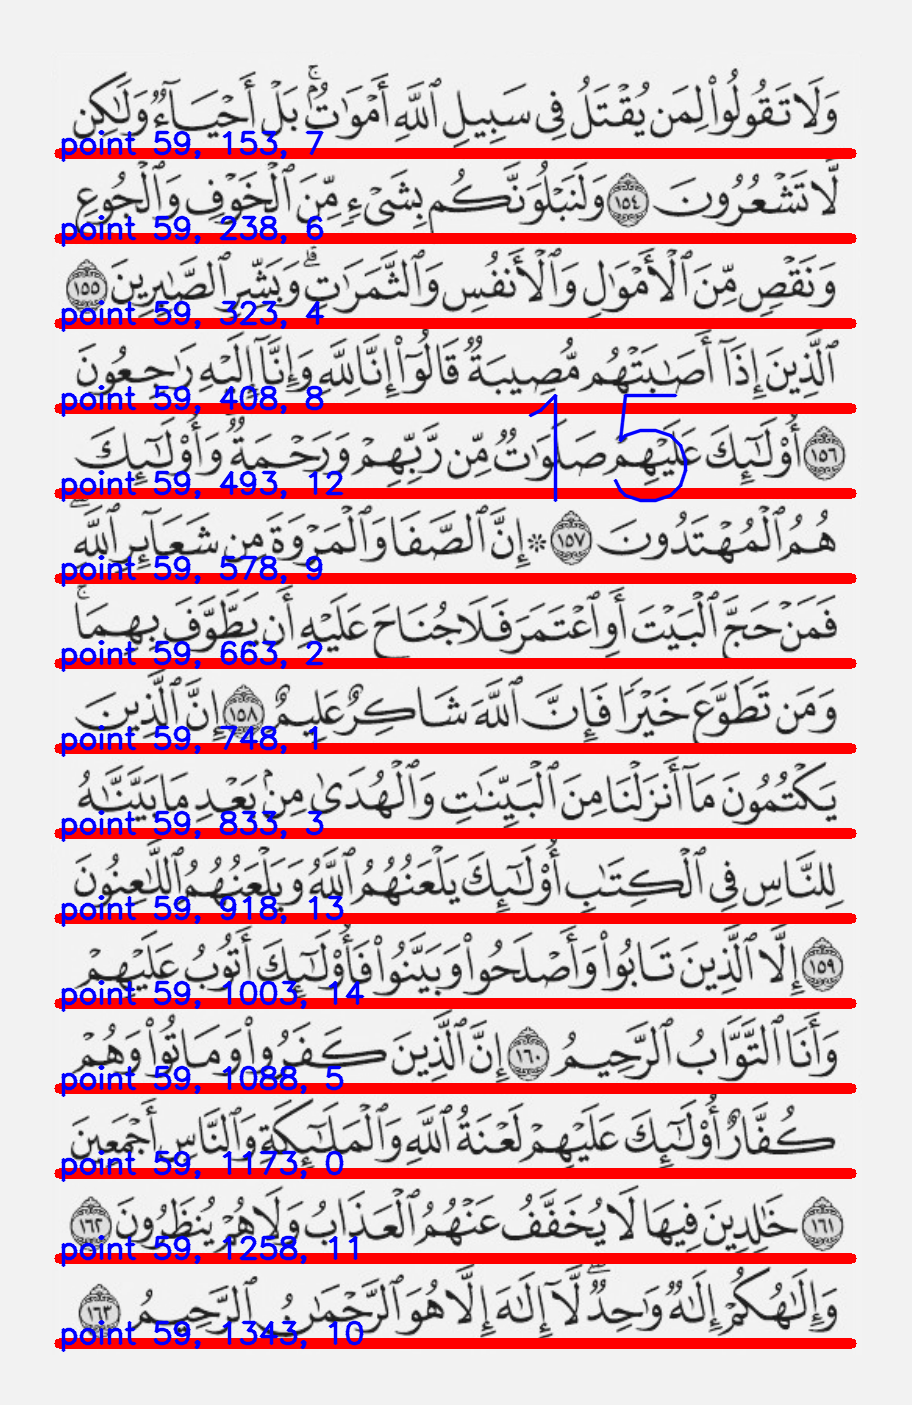 وَلَا تَقُولُوا۟ لِمَن يُقْتَلُ فِى سَبِيلِ ٱللَّهِ أَمْوَٰتٌۢ ۚ بَلْ أَحْيَآءٌ وَلَٰكِن
point 59, 153, 7
لَّا تَشْعُرُونَ ١٥٤ وَلَنَبْلُوَنَّكُم بِشَىْءٍ مِّنَ ٱلْخَوْفِ وَٱلْجُوعِ
point 59, 238, 6
وَنَقْصٍ مِّنَ ٱلْأَمْوَٰلِ وَٱلْأَنفُسِ وَٱلثَّمَرَٰتِ ۗ وَبَشِّرِ ٱلصَّٰبِرِينَ ١٥٥
point 59, 323, 4
ٱلَّذِينَ إِذَآ أَصَٰبَتْهُم مُّصِيبَةٌ قَالُوٓا۟ إِنَّا لِلَّهِ وَإِنَّآ إِلَيْهِ رَٰجِعُونَ
point 59, 408, 8
15
١٥٦ أُو۟لَٰٓئِكَ عَلَيْهِمْ صَلَوَٰتٌ مِّن رَّبِّهِمْ وَرَحْمَةٌ ۖ وَأُو۟لَٰٓئِكَ
point 59, 493, 12
هُمُ ٱلْمُهْتَدُونَ ١٥٧ ۞ إِنَّ ٱلصَّفَا وَٱلْمَرْوَةَ مِن شَعَآئِرِ ٱللَّهِ ۖ
point 59, 578, 9
فَمَنْ حَجَّ ٱلْبَيْتَ أَوِ ٱعْتَمَرَ فَلَا جُنَاحَ عَلَيْهِ أَن يَطَّوَّفَ بِهِمَا ۚ
point 59, 663, 2
وَمَن تَطَوَّعَ خَيْرًا فَإِنَّ ٱللَّهَ شَاكِرٌ عَلِيمٌ ١٥٨ إِنَّ ٱلَّذِينَ
point 59, 748, 1
يَكْتُمُونَ مَآ أَنزَلْنَا مِنَ ٱلْبَيِّنَٰتِ وَٱلْهُدَىٰ مِنۢ بَعْدِ مَا بَيَّنَّٰهُ
point 59, 833, 3
لِلنَّاسِ فِى ٱلْكِتَٰبِ أُو۟لَٰٓئِكَ يَلْعَنُهُمُ ٱللَّهُ وَيَلْعَنُهُمُ ٱللَّٰعِنُونَ
point 59, 918, 13
١٥٩ إِلَّا ٱلَّذِينَ تَابُوا۟ وَأَصْلَحُوا۟ وَبَيَّنُوا۟ فَأُو۟لَٰٓئِكَ أَتُوبُ عَلَيْهِمْ
point 59, 1003, 14
وَأَنَا ٱلتَّوَّابُ ٱلرَّحِيمُ ١٦٠ إِنَّ ٱلَّذِينَ كَفَرُوا۟ وَمَاتُوا۟ وَهُمْ
point 59, 1088, 5
كُفَّارٌ أُو۟لَٰٓئِكَ عَلَيْهِمْ لَعْنَةُ ٱللَّهِ وَٱلْمَلَٰٓئِكَةِ وَٱلنَّاسِ أَجْمَعِينَ
point 59, 1173, 0
١٦١ خَٰلِدِينَ فِيهَا لَا يُخَفَّفُ عَنْهُمُ ٱلْعَذَابُ وَلَا هُمْ يُنظَرُونَ ١٦٢
point 59, 1258, 11
وَإِلَٰهُكُمْ إِلَٰهٌ وَٰحِدٌ ۖ لَّآ إِلَٰهَ إِلَّا هُوَ ٱلرَّحْمَٰنُ ٱلرَّحِيمُ ١٦٣
point 59, 1343, 10